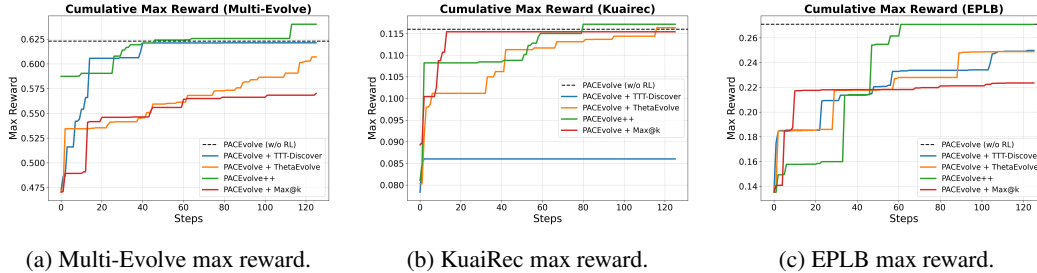 Cumulative Max Reward (Multi-Evolve)
Max Reward
0.625
0.600
0.575
0.550
0.525
0.500
0.475
PACEvolve (w/o RL)
PACEvolve + TTT-Discover
PACEvolve + ThetaEvolve
PACEvolve++
PACEvolve + Max@k
0 20 40 60 80 100 120
Steps
(a) Multi-Evolve max reward.
Cumulative Max Reward (Kuairec)
Max Reward
0.115
0.110
0.105
0.100
0.095
0.090
0.085
0.080
PACEvolve (w/o RL)
PACEvolve + TTT-Discover
PACEvolve + ThetaEvolve
PACEvolve++
PACEvolve + Max@k
0 20 40 60 80 100 120
Steps
(b) KuaiRec max reward.
Cumulative Max Reward (EPLB)
Max Reward
0.26
0.24
0.22
0.20
0.18
0.16
0.14
PACEvolve (w/o RL)
PACEvolve + TTT-Discover
PACEvolve + ThetaEvolve
PACEvolve++
PACEvolve + Max@k
0 20 40 60 80 100 120
Steps
(c) EPLB max reward.